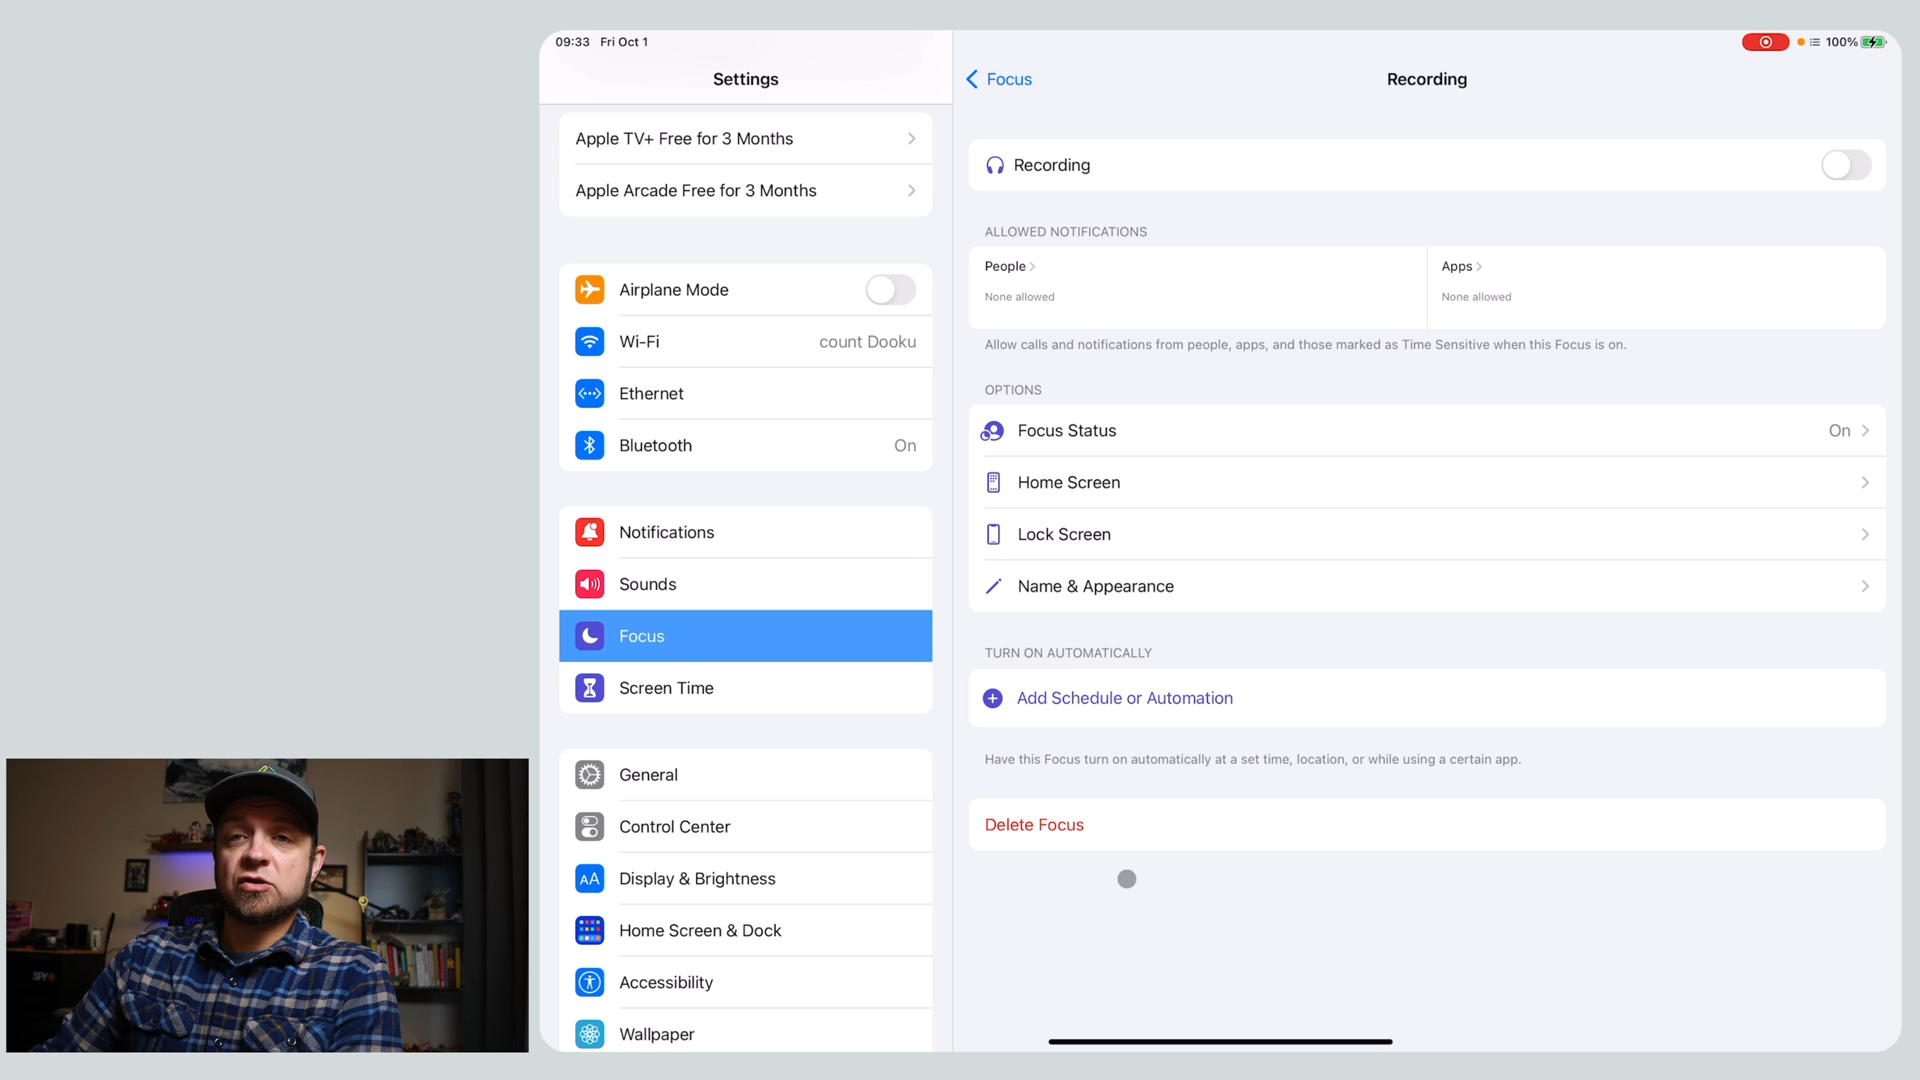 09:33 Fri Oct 1
100%
Settings
Apple TV+ Free for 3 Months
Apple Arcade Free for 3 Months
Airplane Mode
Wi-Fi count Dooku
Ethernet
Bluetooth On
Notifications
Sounds
Focus
Screen Time
General
Control Center
AA Display & Brightness
Home Screen & Dock
Accessibility
Wallpaper
Focus
Recording
Recording
ALLOWED NOTIFICATIONS
People
None allowed
Apps
None allowed
Allow calls and notifications from people, apps, and those marked as Time Sensitive when this Focus is on.
OPTIONS
Focus Status On
Home Screen
Lock Screen
Name & Appearance
TURN ON AUTOMATICALLY
Add Schedule or Automation
Have this Focus turn on automatically at a set time, location, or while using a certain app.
Delete Focus